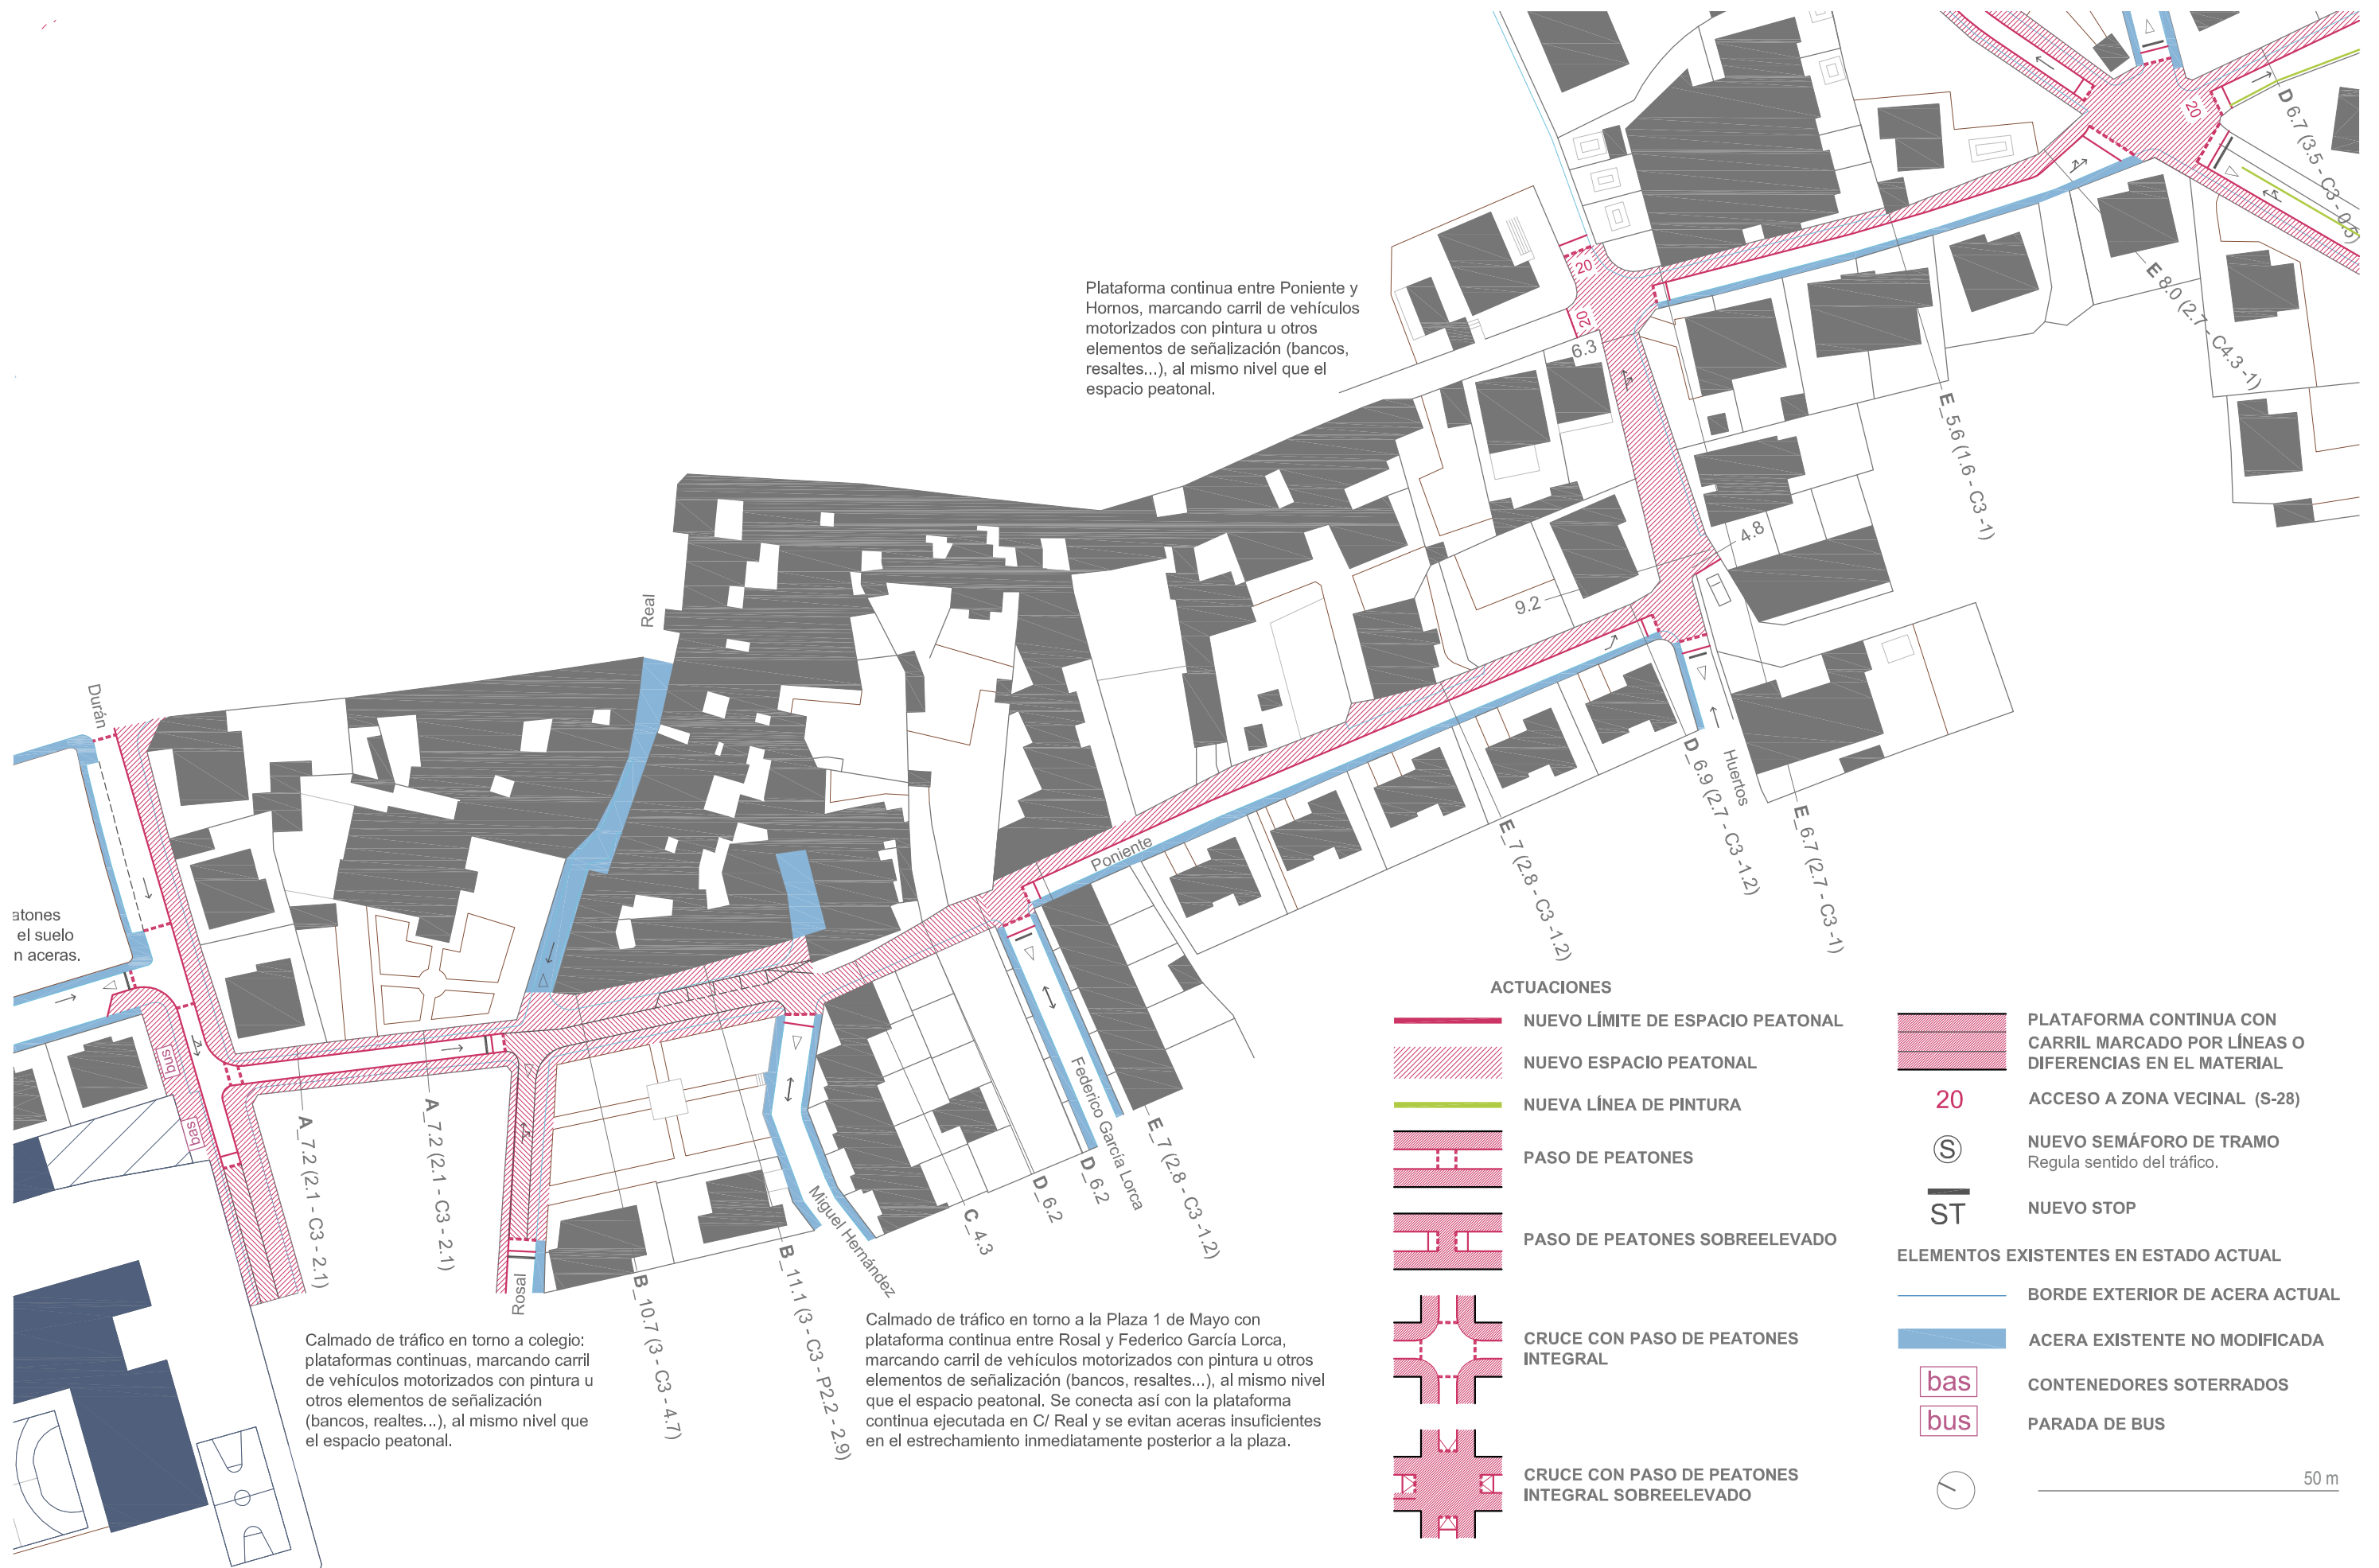 Plataforma continua entre Poniente y
Hornos, marcando carril de vehículos
motorizados con pintura u otros
elementos de señalización (bancos,
resaltes...), al mismo nivel que el
espacio peatonal.
20
20
20
6.3
4.8
9.2
D 6.7 (3.5 - C3 - 0.5)
E 8.0 (2.7 - C4.3 -1)
E_5.6 (1.6 - C3 -1)
Real
Durán
Poniente
Huertos
D_6.9 (2.7 - C3 -1.2)
E_6.7 (2.7 - C3 -1)
E_7 (2.8 - C3 -1.2)
atones
el suelo
n aceras.
bus
bas
A_7.2 (2.1 - C3 - 2.1)
A_7.2 (2.1 - C3 - 2.1)
Rosal
B_10.7 (3 - C3 - 4.7)
B_11.1 (3 - C3 - P2.2 - 2.9)
Miguel Hernández
C_4.3
D_6.2
D_6.2
Federico García Lorca
E_7 (2.8 - C3 -1.2)
Calmado de tráfico en torno a colegio:
plataformas continuas, marcando carril
de vehículos motorizados con pintura u
otros elementos de señalización
(bancos, realtes...), al mismo nivel que
el espacio peatonal.
Calmado de tráfico en torno a la Plaza 1 de Mayo con
plataforma continua entre Rosal y Federico García Lorca,
marcando carril de vehículos motorizados con pintura u otros
elementos de señalización (bancos, resaltes...), al mismo nivel
que el espacio peatonal. Se conecta así con la plataforma
continua ejecutada en C/ Real y se evitan aceras insuficientes
en el estrechamiento inmediatamente posterior a la plaza.
ACTUACIONES
NUEVO LÍMITE DE ESPACIO PEATONAL
NUEVO ESPACIO PEATONAL
NUEVA LÍNEA DE PINTURA
PASO DE PEATONES
PASO DE PEATONES SOBREELEVADO
CRUCE CON PASO DE PEATONES
INTEGRAL
CRUCE CON PASO DE PEATONES
INTEGRAL SOBREELEVADO
PLATAFORMA CONTINUA CON
CARRIL MARCADO POR LÍNEAS O
DIFERENCIAS EN EL MATERIAL
20 ACCESO A ZONA VECINAL (S-28)
S NUEVO SEMÁFORO DE TRAMO
Regula sentido del tráfico.
ST NUEVO STOP
ELEMENTOS EXISTENTES EN ESTADO ACTUAL
BORDE EXTERIOR DE ACERA ACTUAL
ACERA EXISTENTE NO MODIFICADA
bas CONTENEDORES SOTERRADOS
bus PARADA DE BUS
50 m